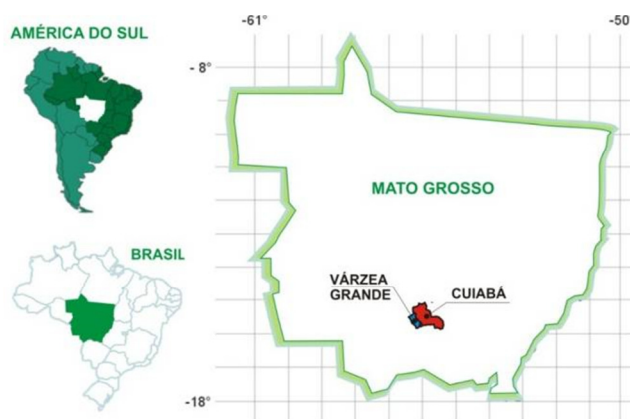 AMÉRICA DO SUL
BRASIL
-61°
-50
- 8°
MATO GROSSO
VÁRZEA
GRANDE
CUIABÁ
-18°